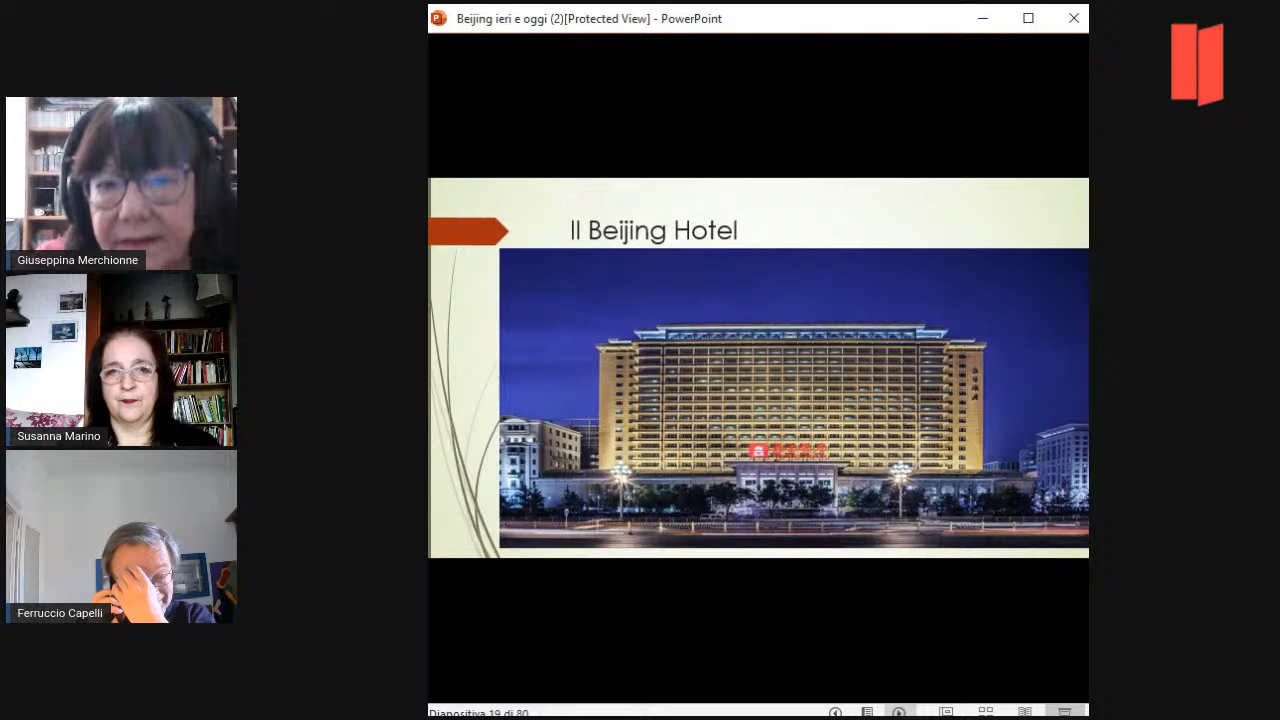 Beijing ieri e oggi (2)[Protected View] - PowerPoint
Giuseppina Merchionne
Susanna Marino
Ferruccio Capelli
Il Beijing Hotel
Diapositiva 19 di 80